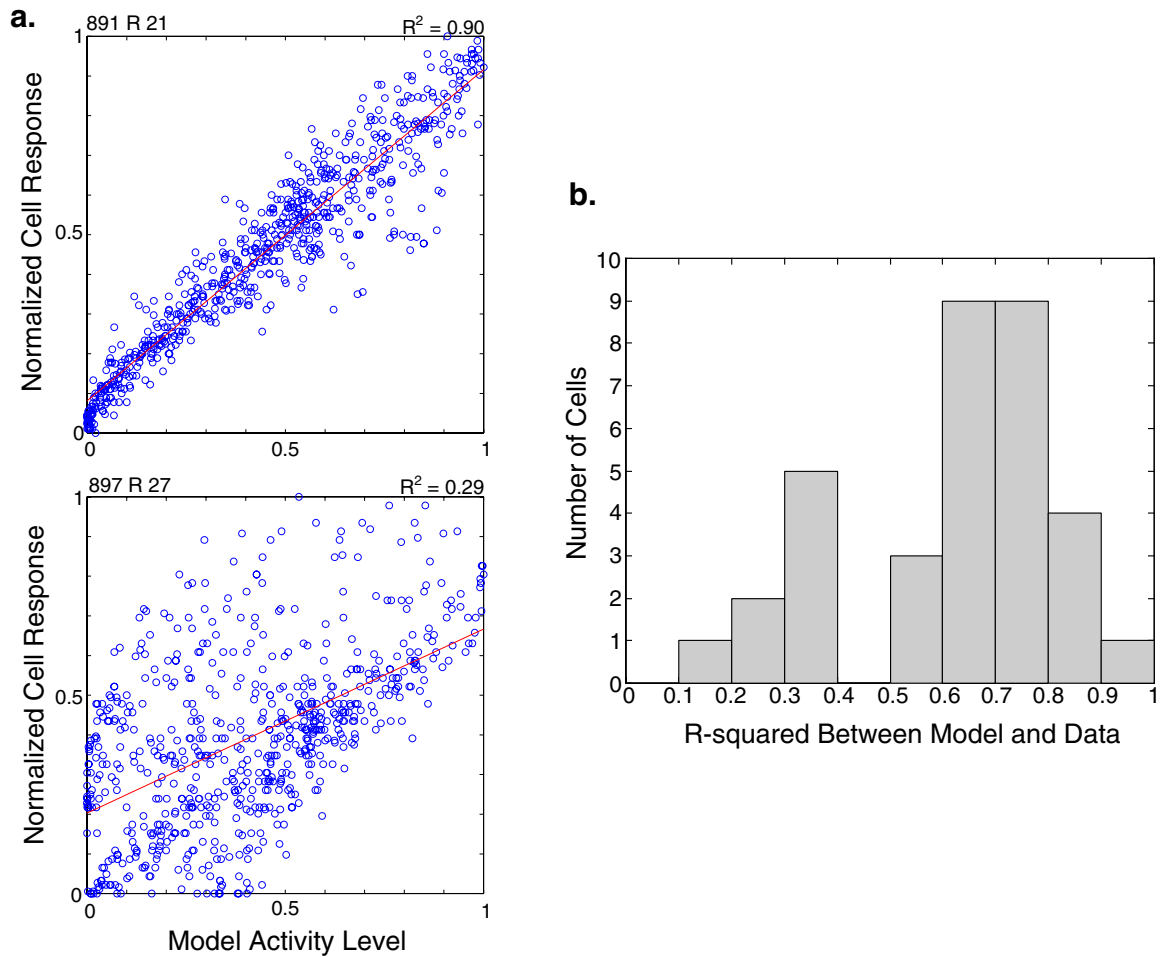 a.
891 R 21
R² = 0.90
1
0.5
0
Normalized Cell Response
0 0.5 1
897 R 27
R² = 0.29
1
0.5
0
Normalized Cell Response
0 0.5 1
Model Activity Level
b.
10
9
8
7
6
5
4
3
2
1
0
Number of Cells
0 0.1 0.2 0.3 0.4 0.5 0.6 0.7 0.8 0.9 1
R-squared Between Model and Data